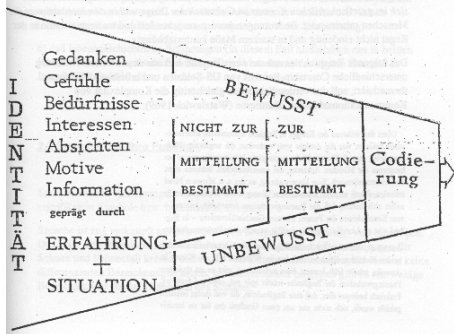 IDENTITÄT
Gedanken
Gefühle
Bedürfnisse
Interessen
Absichten
Motive
Information
geprägt durch
ERFAHRUNG
+
SITUATION
BEWUSST
NICHT ZUR
MITTEILUNG
BESTIMMT
ZUR
MITTEILUNG
BESTIMMT
UNBEWUSST
Codie-
rung